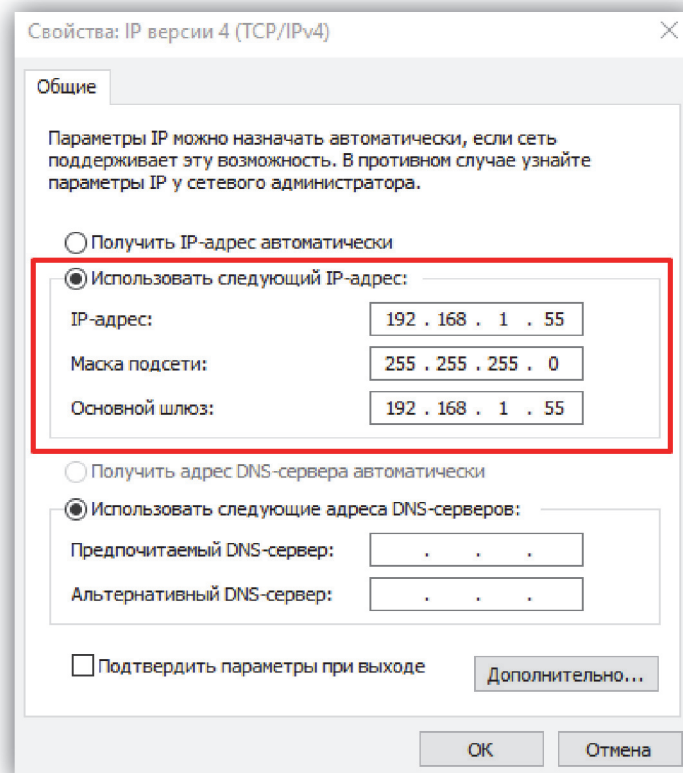 Свойства: IP версии 4 (TCP/IPv4)
Общие
Параметры IP можно назначать автоматически, если сеть
поддерживает эту возможность. В противном случае узнайте
параметры IP у сетевого администратора.
Получить IP-адрес автоматически
Использовать следующий IP-адрес:
IP-адрес: 192 . 168 . 1 . 55
Маска подсети: 255 . 255 . 255 . 0
Основной шлюз: 192 . 168 . 1 . 55
Получить адрес DNS-сервера автоматически
Использовать следующие адреса DNS-серверов:
Предпочитаемый DNS-сервер: . . .
Альтернативный DNS-сервер: . . .
Подтвердить параметры при выходе Дополнительно...
ОК Отмена